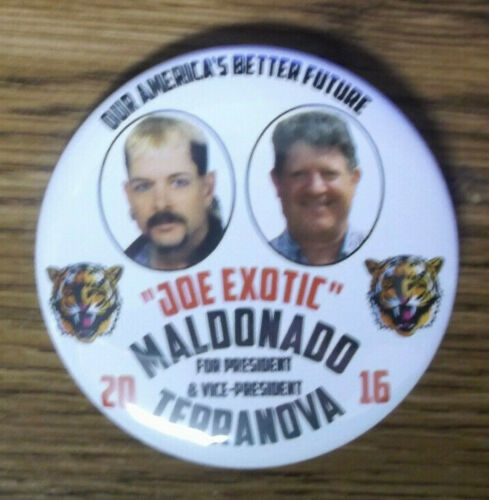 OUR AMERICA'S BETTER FUTURE
"JOE EXOTIC"
MALDONADO
FOR PRESIDENT
& VICE-PRESIDENT
20 16
TERRANOVA